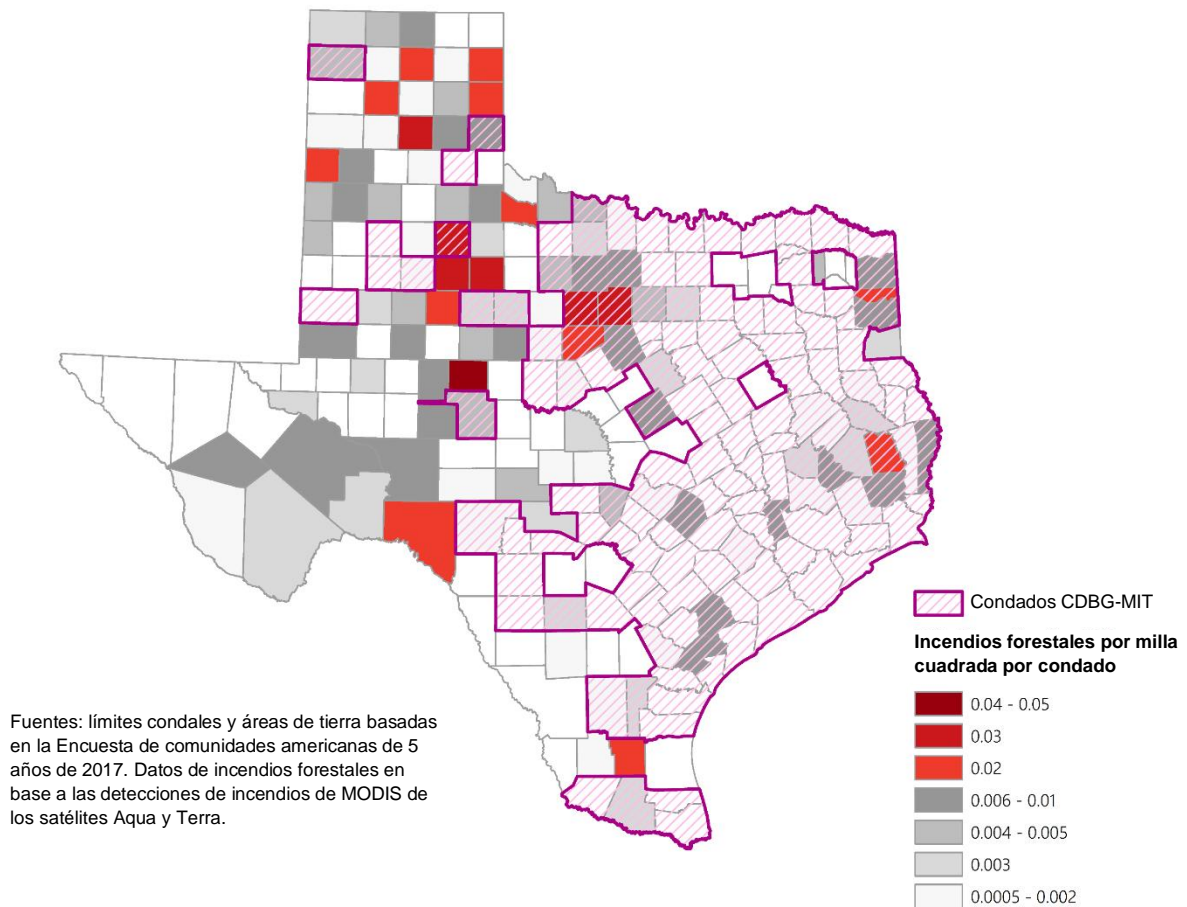 Condados CDBG-MIT
Incendios forestales por milla
cuadrada por condado
0.04 - 0.05
0.03
0.02
0.006 - 0.01
0.004 - 0.005
0.003
0.0005 - 0.002
Fuentes: límites condales y áreas de tierra basadas
en la Encuesta de comunidades americanas de 5
años de 2017. Datos de incendios forestales en
base a las detecciones de incendios de MODIS de
los satélites Aqua y Terra.